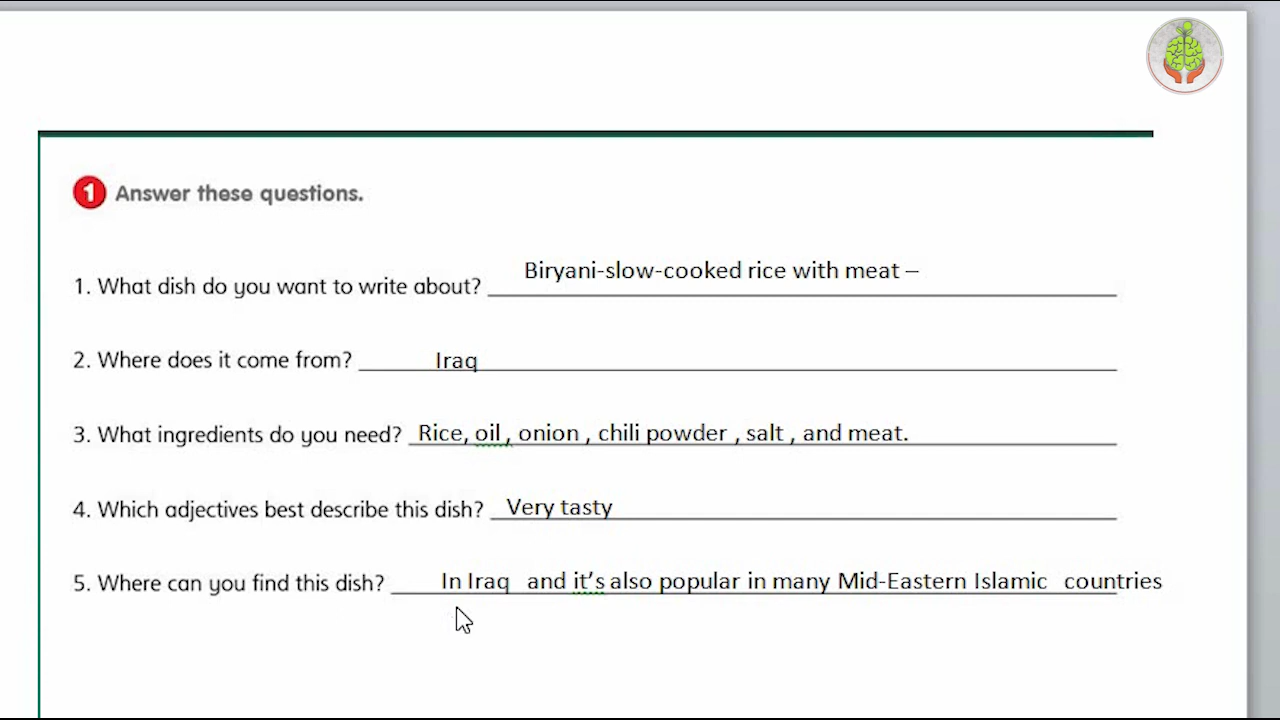 1 Answer these questions.
1. What dish do you want to write about? Biryani-slow-cooked rice with meat –
2. Where does it come from? Iraq
3. What ingredients do you need? Rice, oil , onion , chili powder , salt , and meat.
4. Which adjectives best describe this dish? Very tasty
5. Where can you find this dish? In Iraq and it’s also popular in many Mid-Eastern Islamic countries